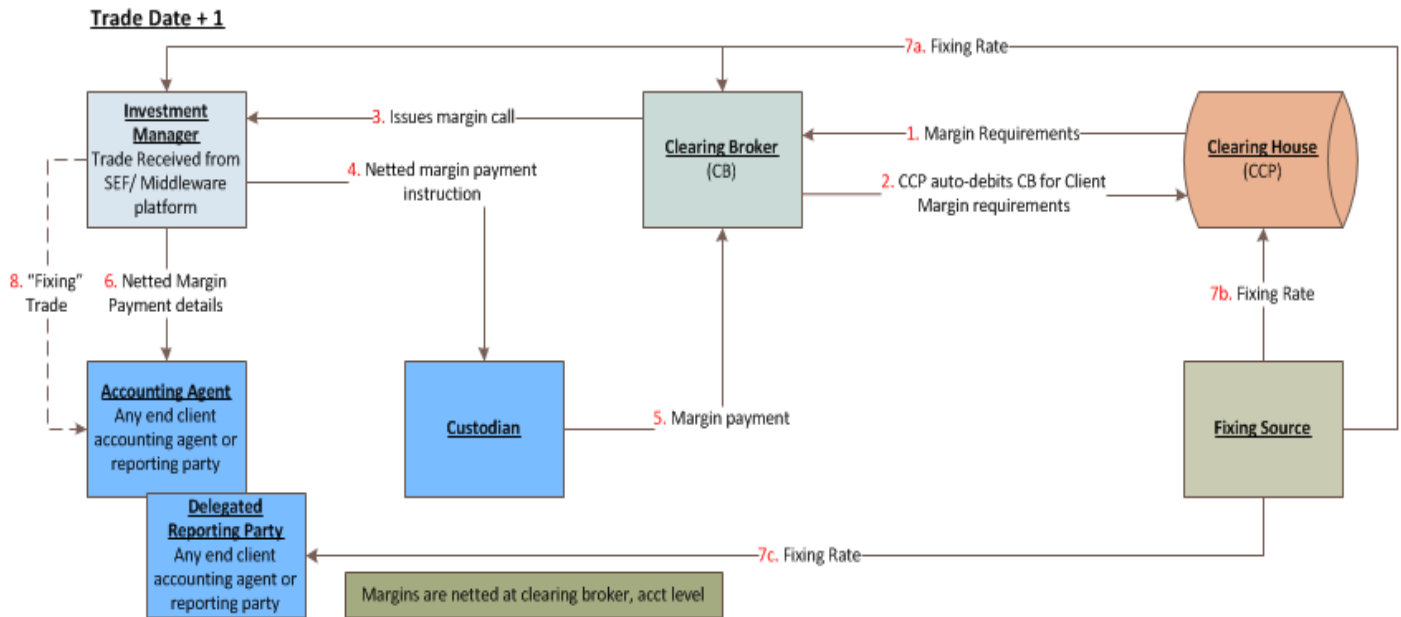 Trade Date + 1
7a. Fixing Rate
Investment
Manager
Trade Received from
SEF/ Middleware
platform
3. Issues margin call
Clearing Broker
(CB)
1. Margin Requirements
Clearing House
(CCP)
4. Netted margin payment
instruction
2. CCP auto-debits CB for Client
Margin requirements
8. "Fixing"
Trade
6. Netted Margin
Payment details
7b. Fixing Rate
Accounting Agent
Any end client
accounting agent or
reporting party
Custodian
5. Margin payment
Fixing Source
Delegated
Reporting Party
Any end client
accounting agent or
reporting party
7c. Fixing Rate
Margins are netted at clearing broker, acct level